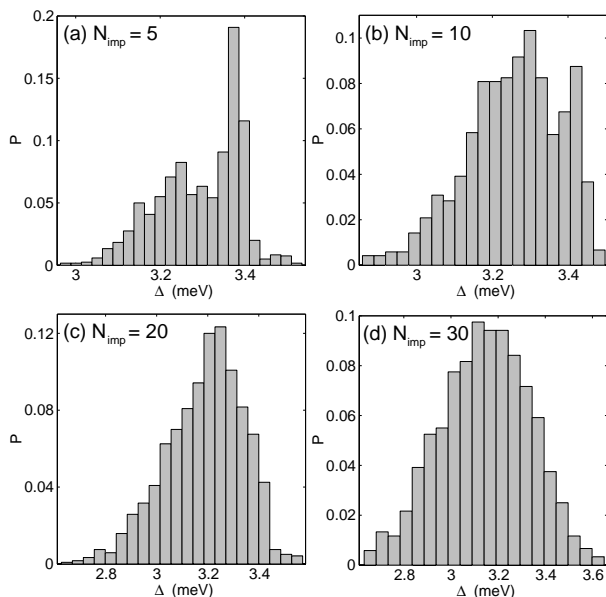 (a) N_imp = 5
0.2
0.15
0.1
0.05
0
P
3 3.2 3.4
Δ (meV)
(b) N_imp = 10
0.1
0.08
0.06
0.04
0.02
0
P
3 3.2 3.4
Δ (meV)
(c) N_imp = 20
0.12
0.08
0.04
0
P
2.8 3 3.2 3.4
Δ (meV)
(d) N_imp = 30
0.1
0.08
0.06
0.04
0.02
0
P
2.8 3 3.2 3.4 3.6
Δ (meV)